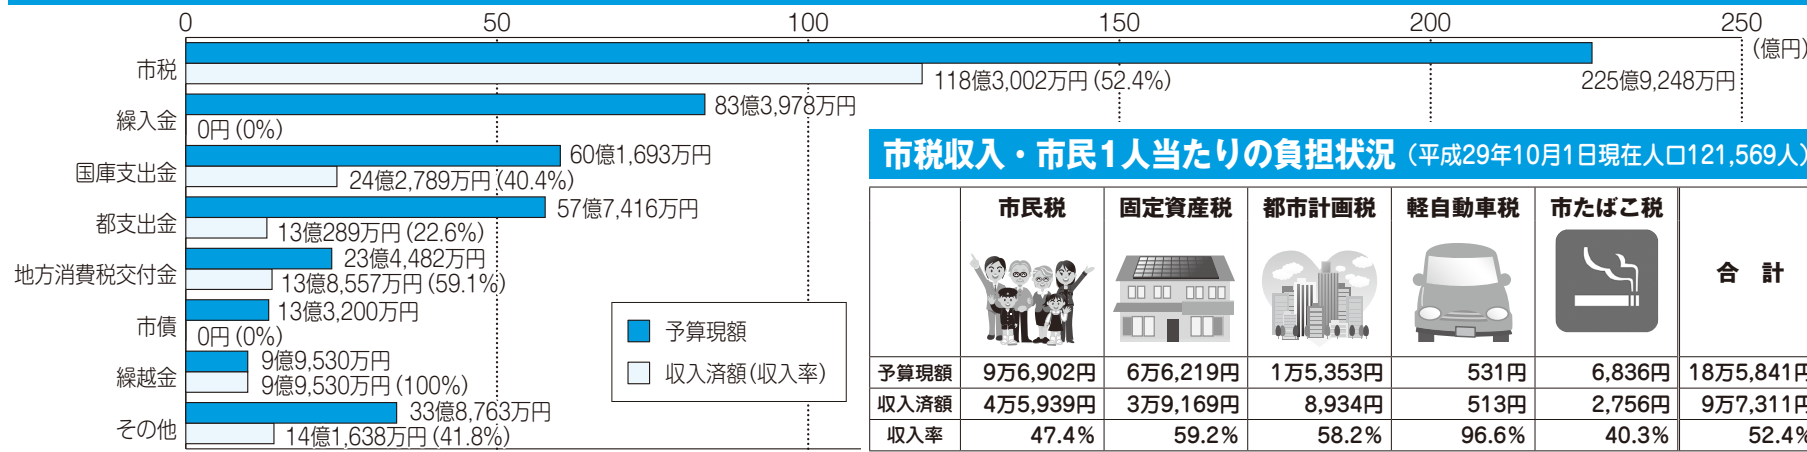 0 50 100 150 200 250
(億円)
市税
225億9,248万円
118億3,002万円(52.4%)
繰入金
83億3,978万円
0円(0%)
国庫支出金
60億1,693万円
24億2,789万円(40.4%)
都支出金
57億7,416万円
13億289万円(22.6%)
地方消費税交付金
23億4,482万円
13億8,557万円(59.1%)
市債
13億3,200万円
0円(0%)
繰越金
9億9,530万円
9億9,530万円(100%)
その他
33億8,763万円
14億1,638万円(41.8%)
予算現額
収入済額(収入率)
市税収入・市民1人当たりの負担状況(平成29年10月1日現在人口121,569人)
市民税 固定資産税 都市計画税 軽自動車税 市たばこ税 合計
予算現額 9万6,902円 6万6,219円 1万5,353円 531円 6,836円 18万5,841円
収入済額 4万5,939円 3万9,169円 8,934円 513円 2,756円 9万7,311円
収入率 47.4% 59.2% 58.2% 96.6% 40.3% 52.4%